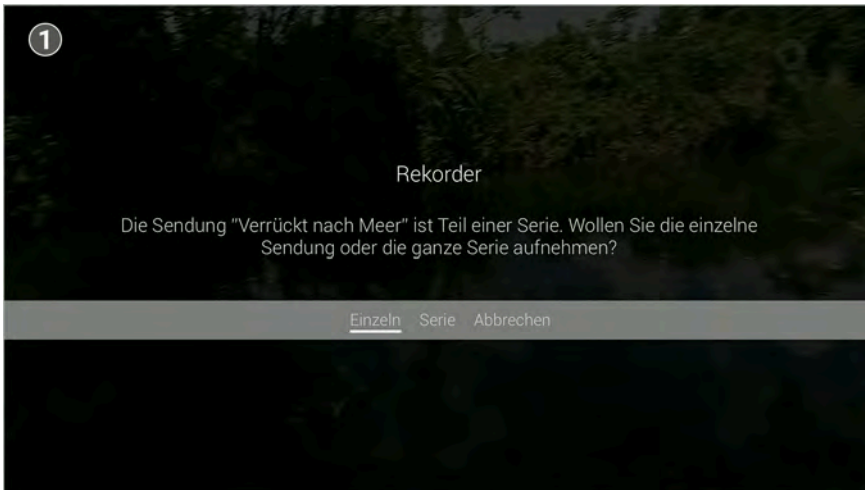 1
Rekorder
Die Sendung "Verrückt nach Meer" ist Teil einer Serie. Wollen Sie die einzelne
Sendung oder die ganze Serie aufnehmen?
Einzeln Serie Abbrechen